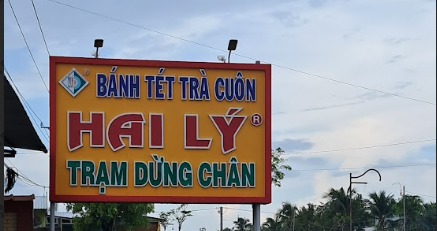 BÁNH TÉT TRÀ CUÔN
HAI LÝ ®
TRẠM DỪNG CHÂN